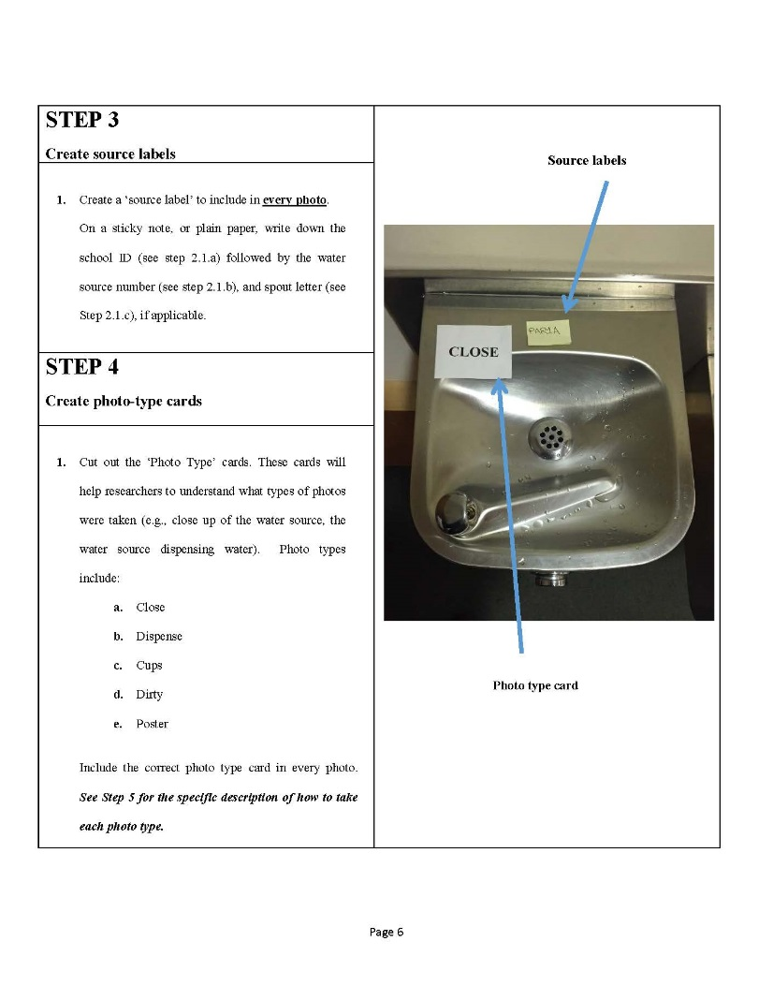 STEP 3
Create source labels
1. Create a ‘source label’ to include in every photo.
On a sticky note, or plain paper, write down the
school ID (see step 2.1.a) followed by the water
source number (see step 2.1.b), and spout letter (see
Step 2.1.c), if applicable.
STEP 4
Create photo-type cards
1. Cut out the ‘Photo Type’ cards. These cards will
help researchers to understand what types of photos
were taken (e.g., close up of the water source, the
water source dispensing water). Photo types
include:
a. Close
b. Dispense
c. Cups
d. Dirty
e. Poster
Include the correct photo type card in every photo.
See Step 5 for the specific description of how to take
each photo type.
Source labels
PAR1A
CLOSE
Photo type card
Page 6